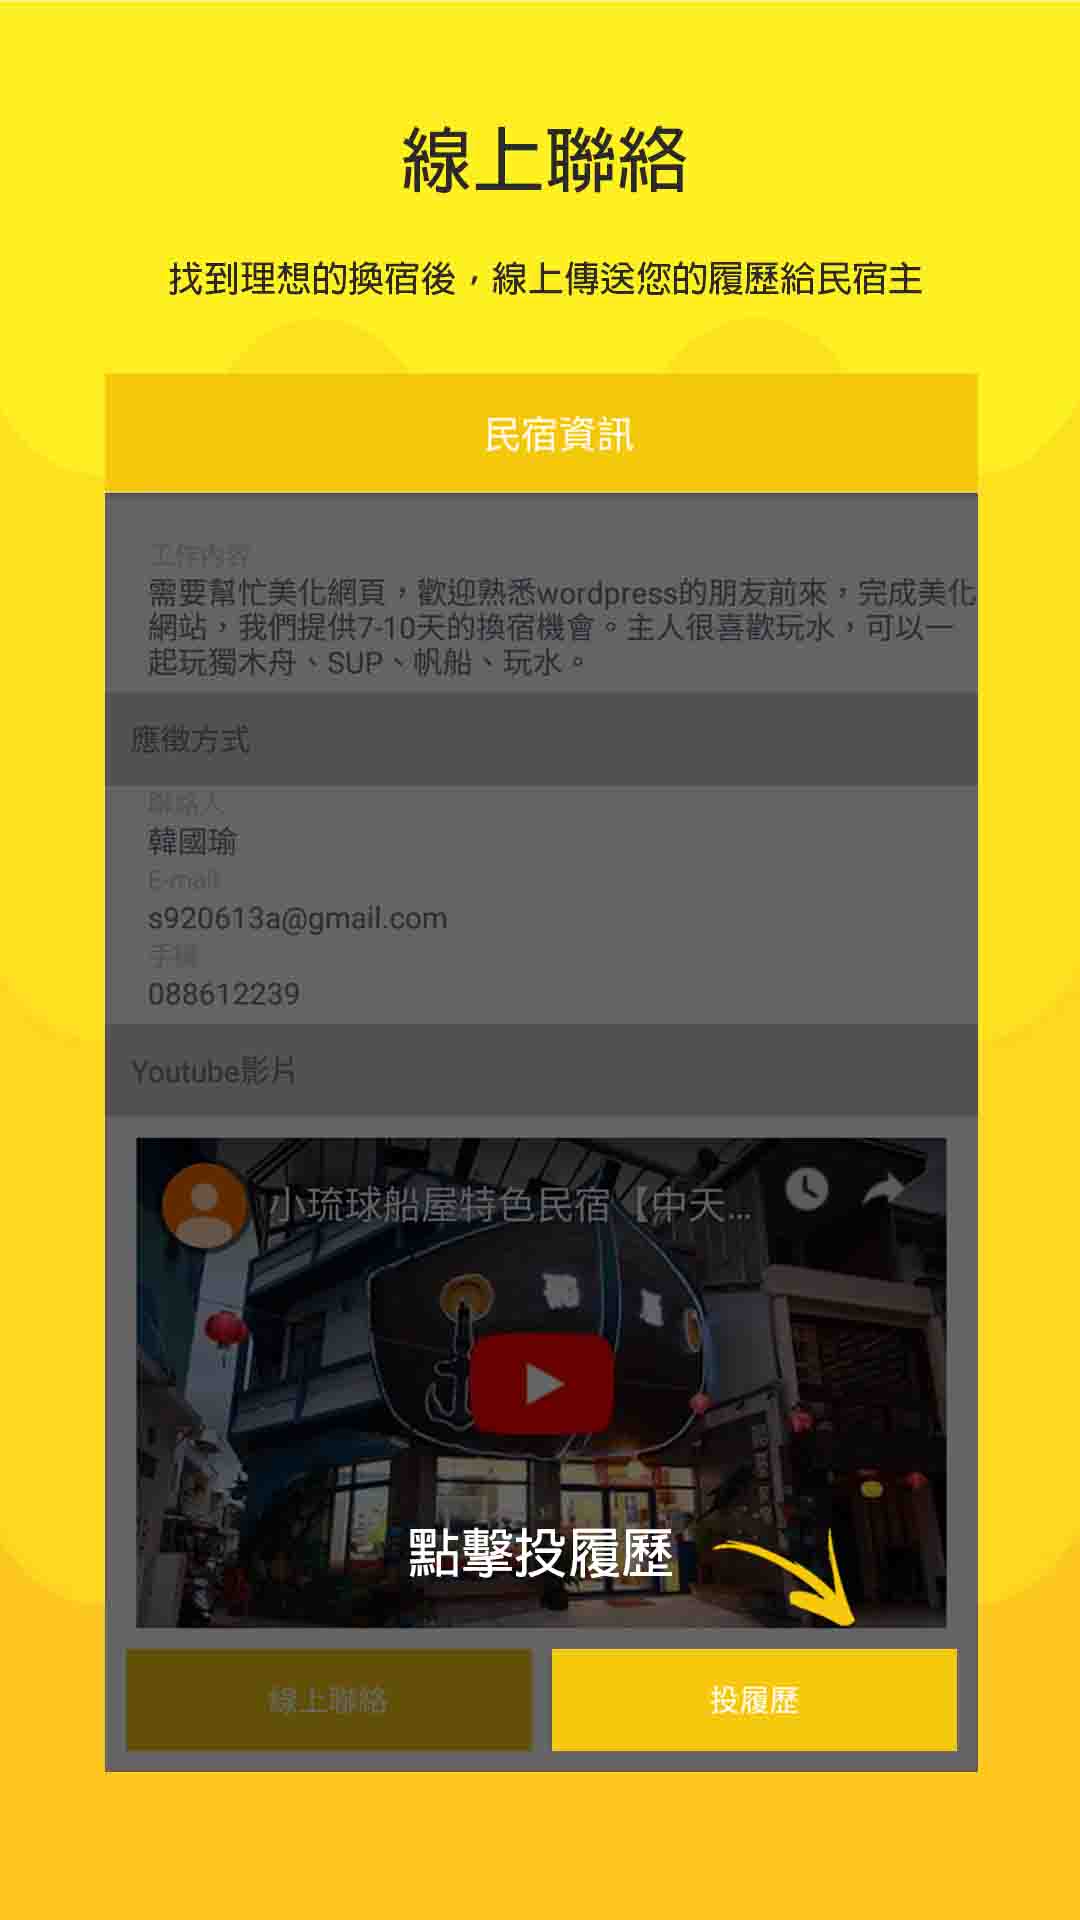 線上聯絡
找到理想的換宿後，線上傳送您的履歷給民宿主
民宿資訊
工作內容
需要幫忙美化網頁，歡迎熟悉wordpress的朋友前來，完成美化
網站，我們提供7-10天的換宿機會。主人很喜歡玩水，可以一
起玩獨木舟、SUP、帆船、玩水。
應徵方式
聯絡人
韓國瑜
E-mail
s920613a@gmail.com
手機
088612239
Youtube影片
小琉球船屋特色民宿【中天...
點擊投履歷
線上聯絡
投履歷